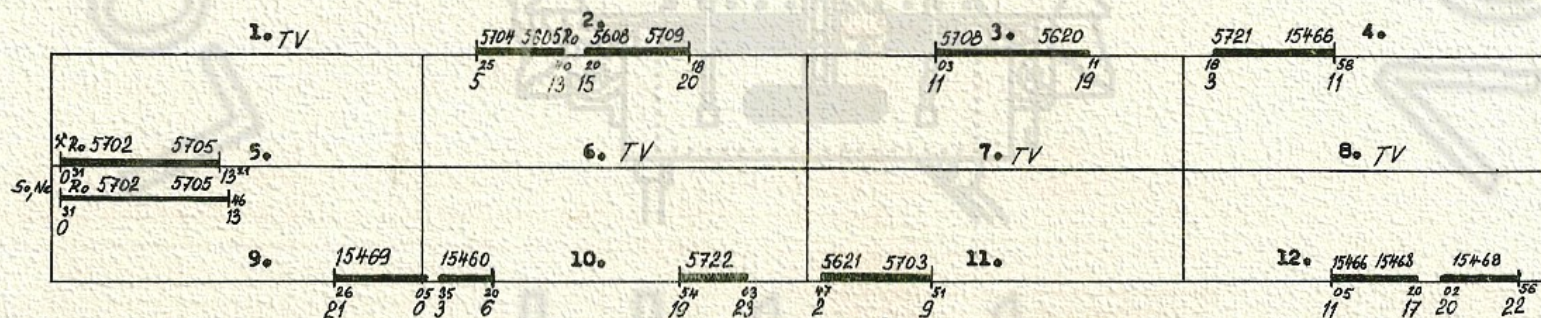 1. TV 2. 3. 4.
5704 5605 Ro 5608 5709 5708 5620 5721 15466
25 40 20 18 03 11 18 58
5 13 15 20 11 19 3 11
5. 6. TV 7. TV 8. TV
⚒ Ro 5702 5705
0 31 13 21
So, Ne Ro 5702 5705
31 46
0 13
9. 10. 11. 12.
15469 15460 5722 5621 5703 15466 15468 15468
26 05 35 20 54 03 47 51 05 20 02 56
21 0 3 6 19 23 2 9 11 17 20 22